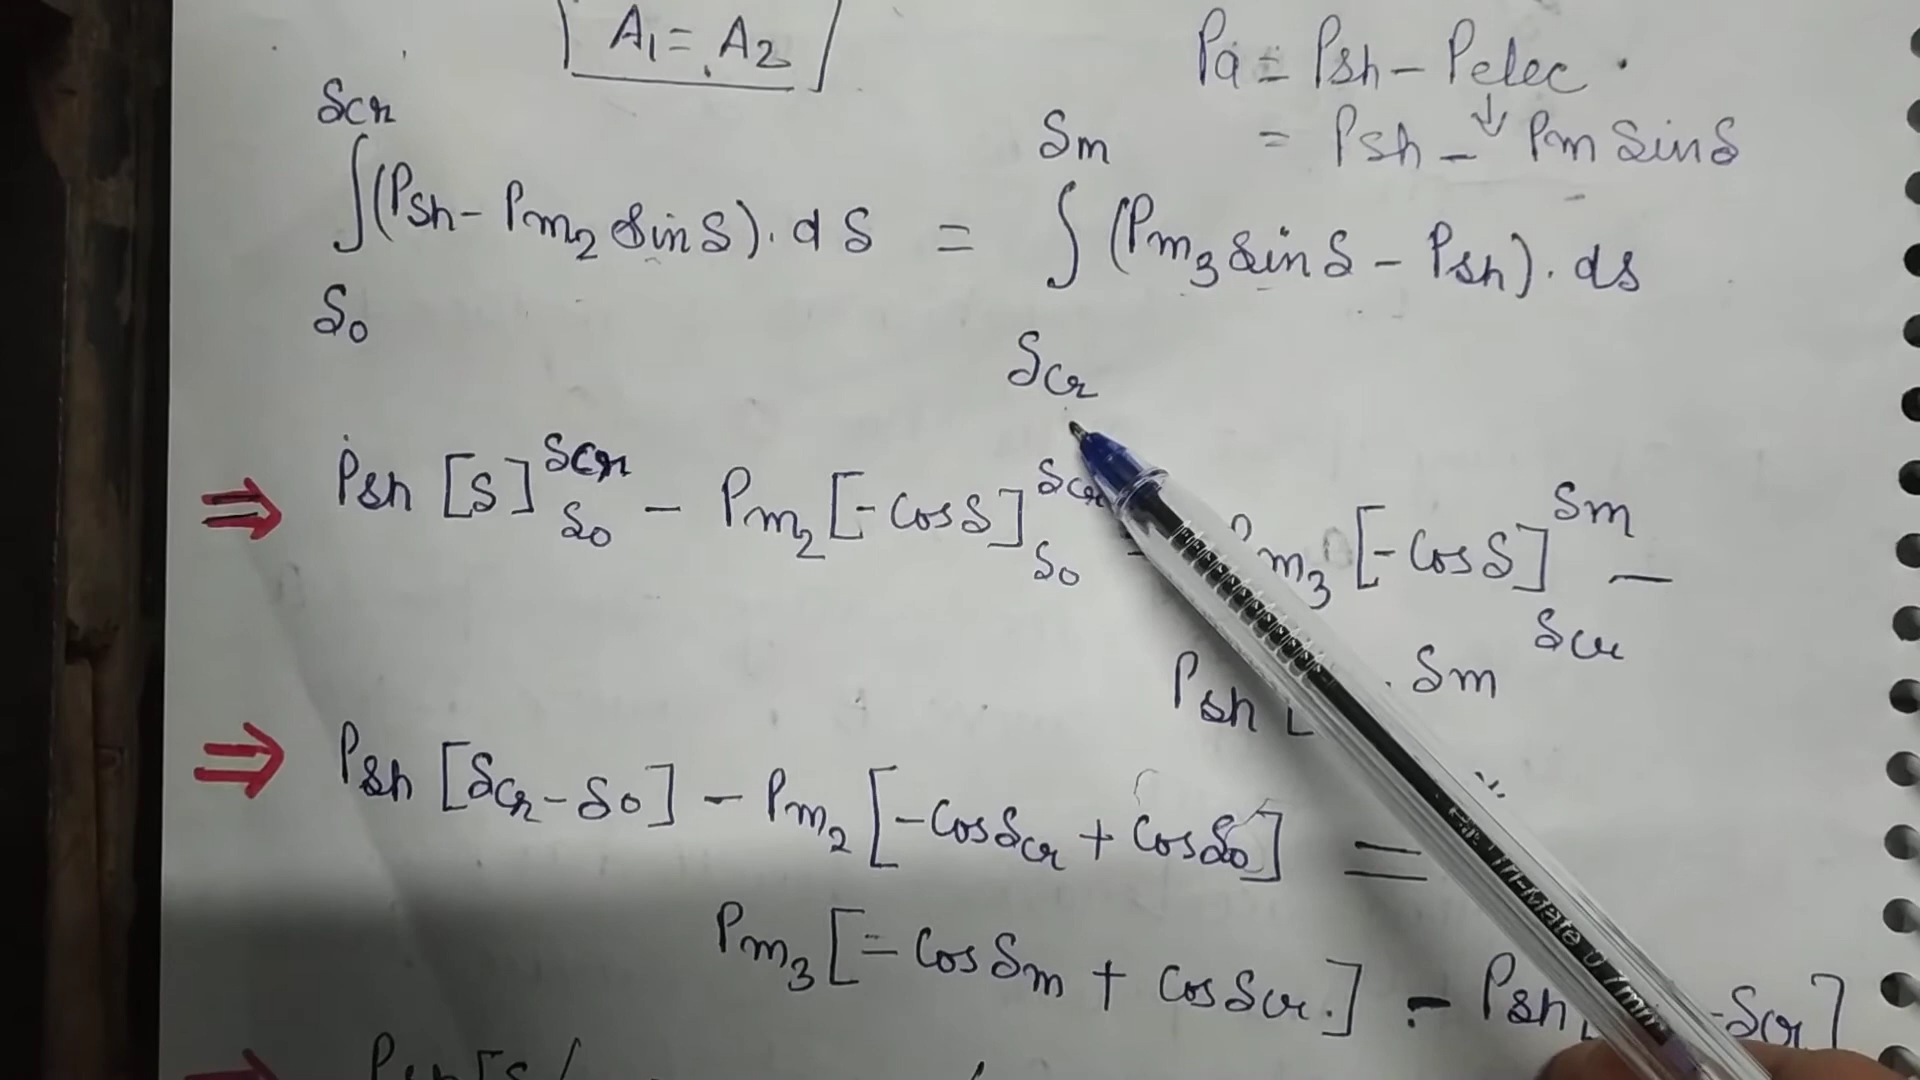 A₁ = A₂
Pa = Psh - Pelec
= Psh - Pm Sinδ
δcr
∫(Psh - Pm₂ Sinδ). dδ = ∫(Pm₃ Sinδ - Psh). dδ
δm
δ₀
δcr
⇒ Psh [δ]δcr δ₀ - Pm₂ [-Cosδ]δcr δ₀ = Pm₃ [-Cosδ]δm δcr -
Psh [ δm
⇒ Psh [δcr - δ₀] - Pm₂ [-Cosδcr + Cosδ₀] =
Pm₃ [-Cosδm + Cosδcr.] - Psh[ -δcr]